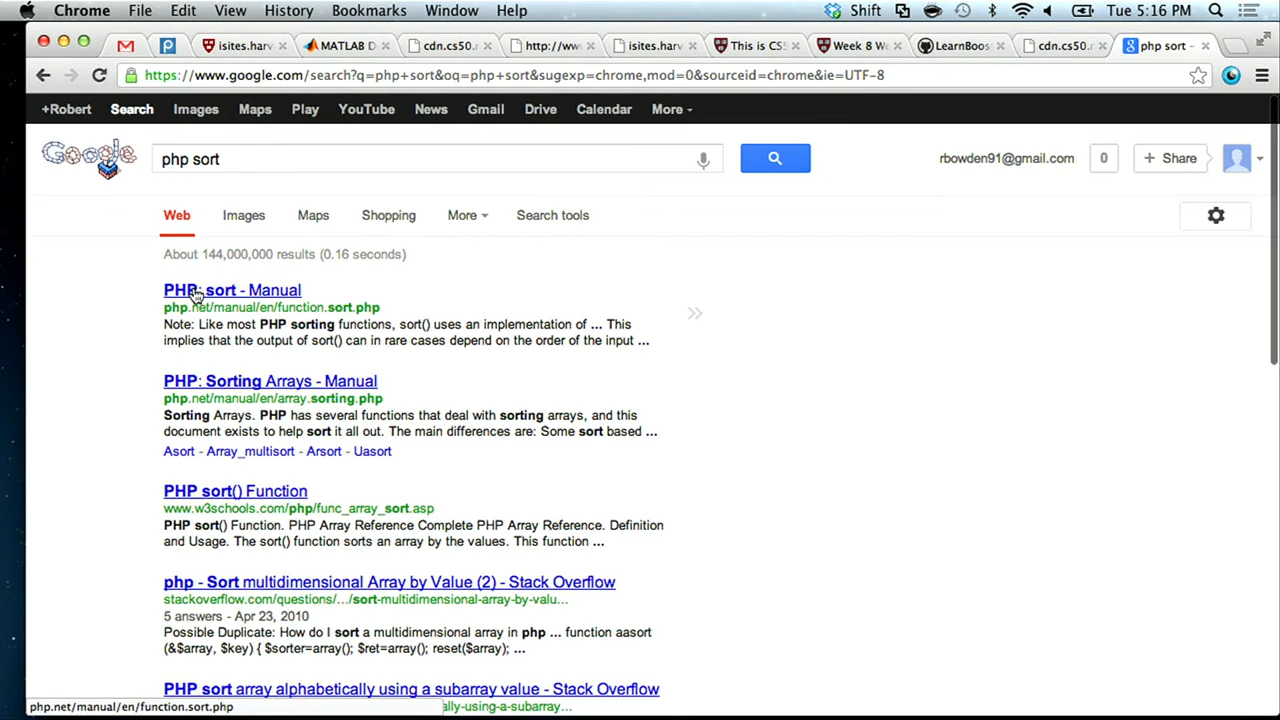 Chrome File Edit View History Bookmarks Window Help Shift Tue 5:16 PM
isites.harv MATLAB D cdn.cs50. http://ww isites.harv This is CS Week 8 W LearnBoos cdn.cs50. php sort -
https://www.google.com/search?q=php+sort&oq=php+sort&sugexp=chrome,mod=0&sourceid=chrome&ie=UTF-8
+Robert Search Images Maps Play YouTube News Gmail Drive Calendar More
Google php sort rbowden91@gmail.com 0 + Share
Web Images Maps Shopping More Search tools
About 144,000,000 results (0.16 seconds)
PHP: sort - Manual
php.net/manual/en/function.sort.php
Note: Like most PHP sorting functions, sort() uses an implementation of ... This
implies that the output of sort() can in rare cases depend on the order of the input ...
PHP: Sorting Arrays - Manual
php.net/manual/en/array.sorting.php
Sorting Arrays. PHP has several functions that deal with sorting arrays, and this
document exists to help sort it all out. The main differences are: Some sort based ...
Asort - Array_multisort - Arsort - Uasort
PHP sort() Function
www.w3schools.com/php/func_array_sort.asp
PHP sort() Function. PHP Array Reference Complete PHP Array Reference. Definition
and Usage. The sort() function sorts an array by the values. This function ...
php - Sort multidimensional Array by Value (2) - Stack Overflow
stackoverflow.com/questions/.../sort-multidimensional-array-by-valu...
5 answers - Apr 23, 2010
Possible Duplicate: How do I sort a multidimensional array in php ... function aasort
(&$array, $key) { $sorter=array(); $ret=array(); reset($array); ...
PHP sort array alphabetically using a subarray value - Stack Overflow
php.net/manual/en/function.sort.php ally-using-a-subarray...